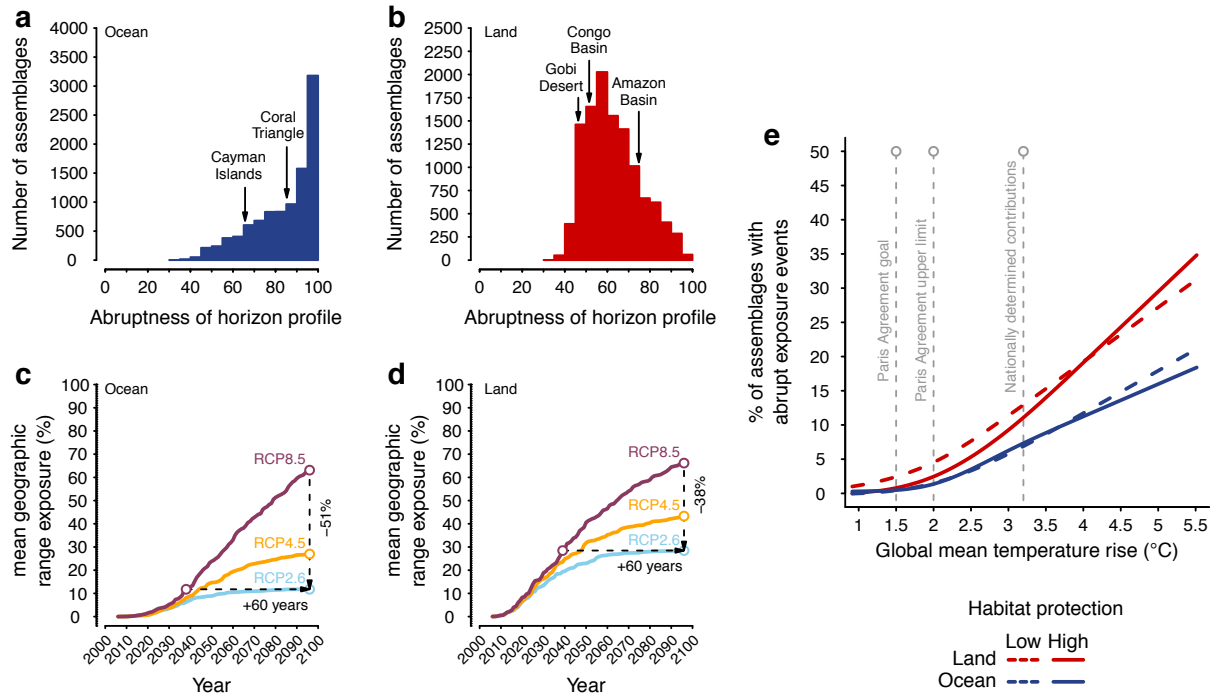 a
Ocean
Number of assemblages
4000
3500
3000
2500
2000
1500
1000
500
0
Cayman
Islands
Coral
Triangle
0 20 40 60 80 100
Abruptness of horizon profile
b
Land
Number of assemblages
2500
2250
2000
1750
1500
1250
1000
750
500
250
0
Gobi
Desert
Congo
Basin
Amazon
Basin
0 20 40 60 80 100
Abruptness of horizon profile
c
Ocean
mean geographic
range exposure (%)
100
90
80
70
60
50
40
30
20
10
0
RCP8.5
RCP4.5
RCP2.6
−51%
+60 years
2000 2010 2020 2030 2040 2050 2060 2070 2080 2090 2100
Year
d
Land
mean geographic
range exposure (%)
100
90
80
70
60
50
40
30
20
10
0
RCP8.5
RCP4.5
RCP2.6
−38%
+60 years
2000 2010 2020 2030 2040 2050 2060 2070 2080 2090 2100
Year
e
% of assemblages with
abrupt exposure events
50
45
40
35
30
25
20
15
10
5
0
Paris Agreement goal
Paris Agreement upper limit
Nationally determined contributions
1 1.5 2 2.5 3 3.5 4 4.5 5 5.5
Global mean temperature rise (°C)
Habitat protection
Low High
Land
Ocean